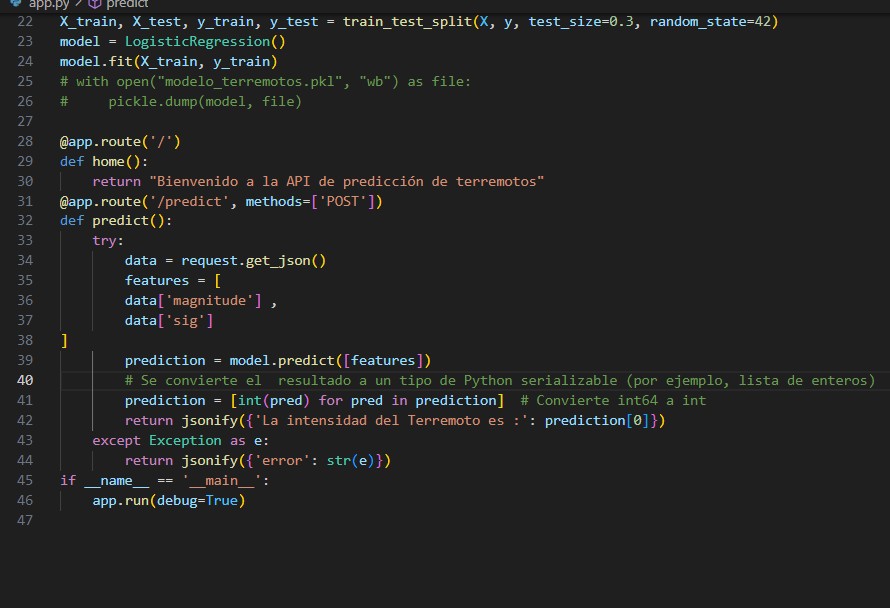 app.py > predict
22 X_train, X_test, y_train, y_test = train_test_split(X, y, test_size=0.3, random_state=42)
23 model = LogisticRegression()
24 model.fit(X_train, y_train)
25 # with open("modelo_terremotos.pkl", "wb") as file:
26 #     pickle.dump(model, file)
27
28 @app.route('/')
29 def home():
30     return "Bienvenido a la API de predicción de terremotos"
31 @app.route('/predict', methods=['POST'])
32 def predict():
33     try:
34         data = request.get_json()
35         features = [
36         data['magnitude'] ,
37         data['sig']
38 ]
39         prediction = model.predict([features])
40         # Se convierte el  resultado a un tipo de Python serializable (por ejemplo, lista de enteros)
41         prediction = [int(pred) for pred in prediction]  # Convierte int64 a int
42         return jsonify({'La intensidad del Terremoto es :': prediction[0]})
43     except Exception as e:
44         return jsonify({'error': str(e)})
45 if __name__ == '__main__':
46     app.run(debug=True)
47